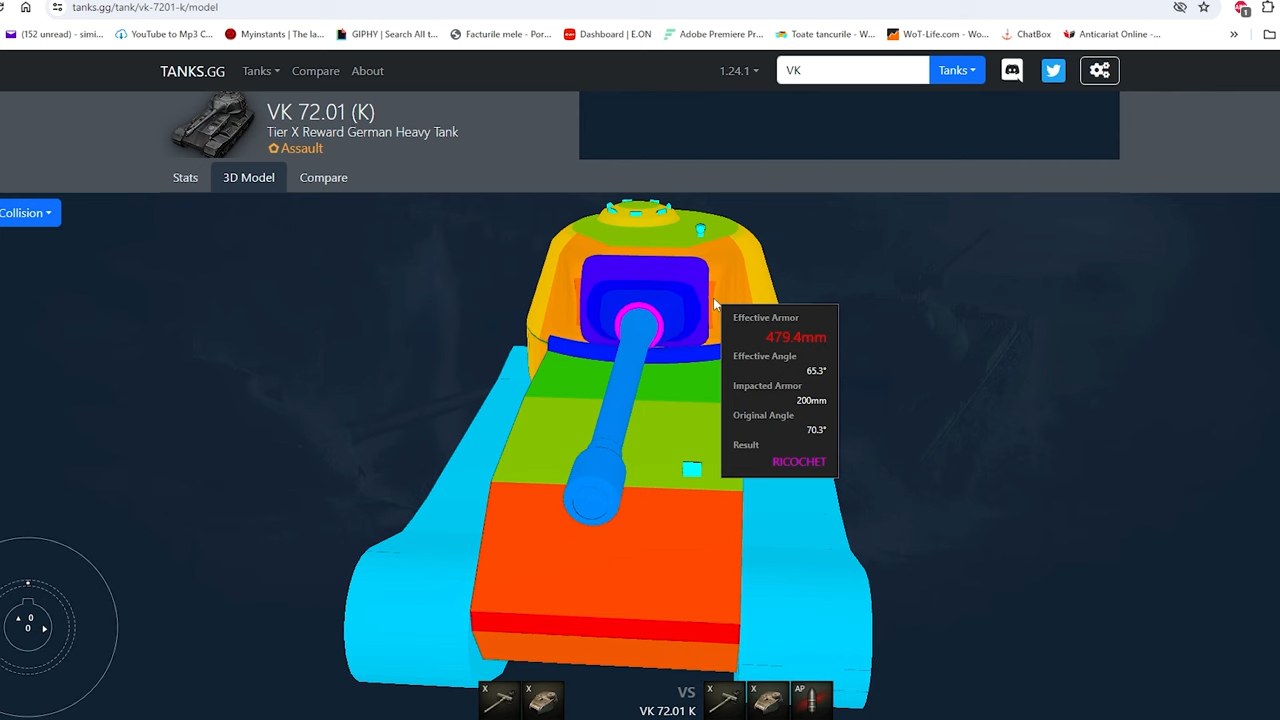 tanks.gg/tank/vk-7201-k/model
1
(152 unread) - simi...
YouTube to Mp3 C...
Myinstants | The la...
GIPHY | Search All t...
Facturile mele - Por...
Dashboard | E.ON
Adobe Premiere Pr...
Toate tancurile - W...
WoT-Life.com - Wo...
ChatBox
Anticariat Online -...
TANKS.GG
Tanks
Compare
About
1.24.1
VK
Tanks
VK 72.01 (K)
Tier X Reward German Heavy Tank
Assault
Stats
3D Model
Compare
Collision
Effective Armor
479.4mm
Effective Angle
65.3°
Impacted Armor
200mm
Original Angle
70.3°
Result
RICOCHET
0
0
X
X
VS
VK 72.01 K
X
X
AP